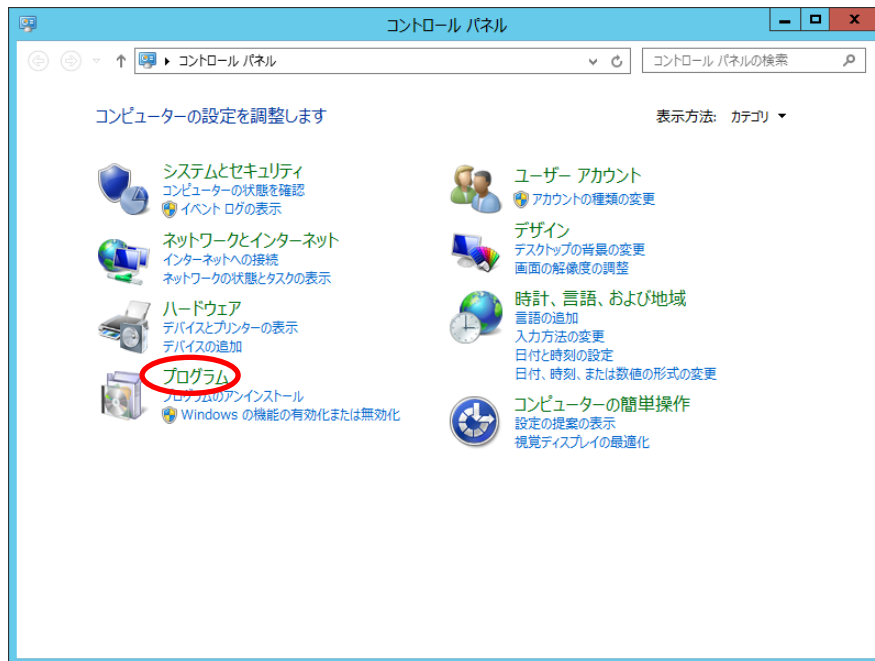 コントロール パネル
コントロール パネル
コントロール パネルの検索
コンピューターの設定を調整します
表示方法: カテゴリ
システムとセキュリティ
コンピューターの状態を確認
イベント ログの表示
ネットワークとインターネット
インターネットへの接続
ネットワークの状態とタスクの表示
ハードウェア
デバイスとプリンターの表示
デバイスの追加
プログラム
プログラムのアンインストール
Windows の機能の有効化または無効化
ユーザー アカウント
アカウントの種類の変更
デザイン
デスクトップの背景の変更
画面の解像度の調整
時計、言語、および地域
言語の追加
入力方法の変更
日付と時刻の設定
日付、時刻、または数値の形式の変更
コンピューターの簡単操作
設定の提案の表示
視覚ディスプレイの最適化